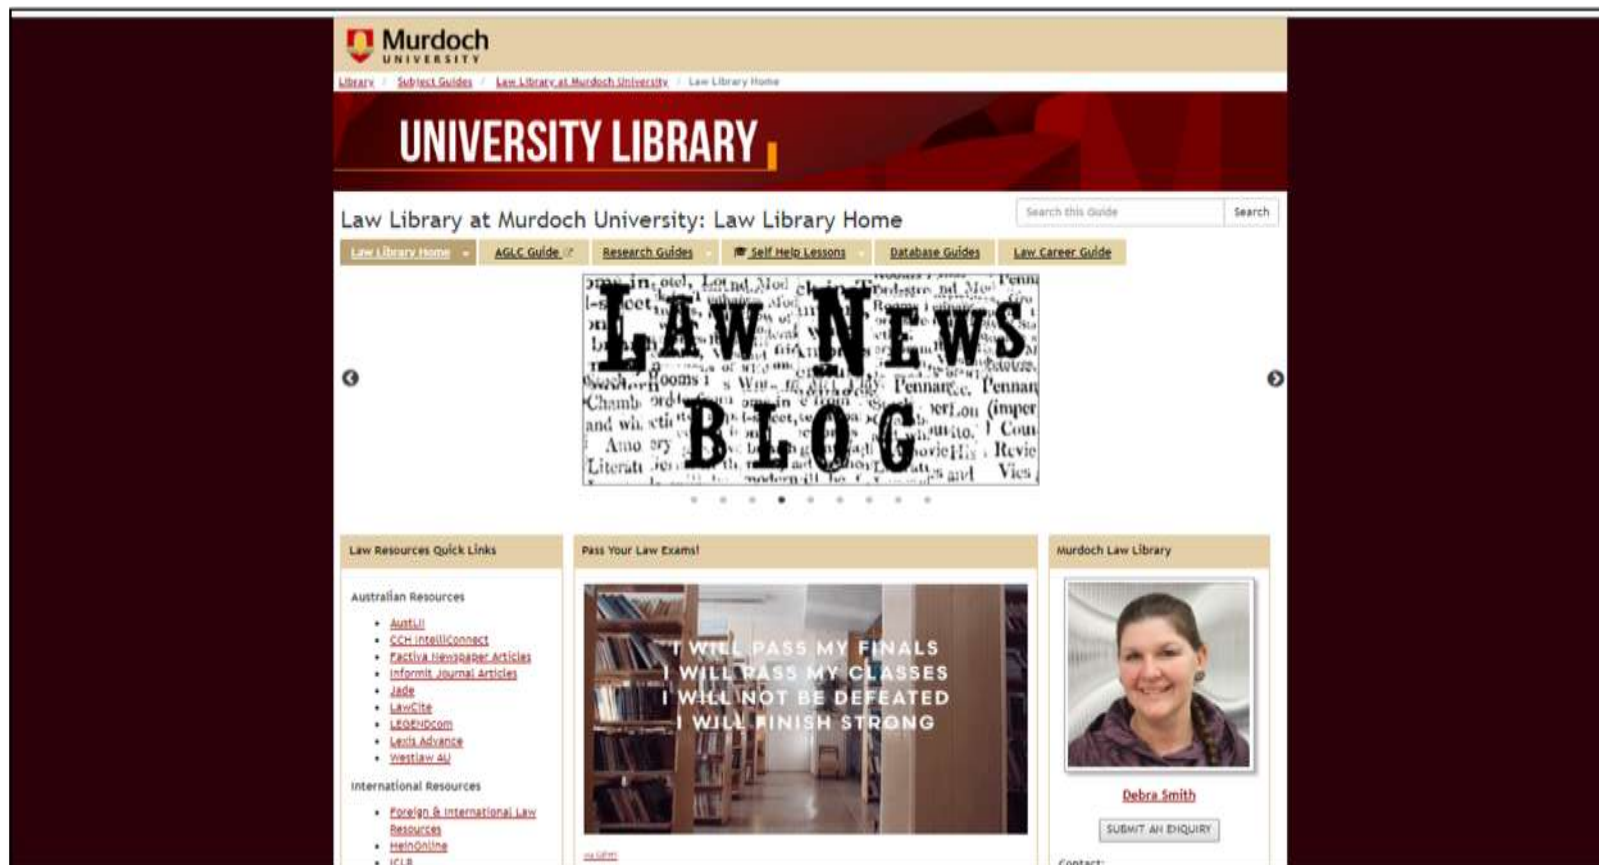 Murdoch
UNIVERSITY
Library / Subject Guides / Law Library at Murdoch University / Law Library Home
UNIVERSITY LIBRARY
Law Library at Murdoch University: Law Library Home
Search this Guide Search
Law Library Home AGLC Guide Research Guides Self Help Lessons Database Guides Law Career Guide
LAW NEWS
BLOG
Law Resources Quick Links
Australian Resources
AustLII
CCH IntelliConnect
Factiva Newspaper Articles
Informit Journal Articles
Jade
LawCite
LEGENDcom
Lexis Advance
Westlaw AU
International Resources
Foreign & International Law
Resources
HeinOnline
ICLR
Pass Your Law Exams!
I WILL PASS MY FINALS
I WILL PASS MY CLASSES
I WILL NOT BE DEFEATED
I WILL FINISH STRONG
via GIPHY
Murdoch Law Library
Debra Smith
SUBMIT AN ENQUIRY
Contact: